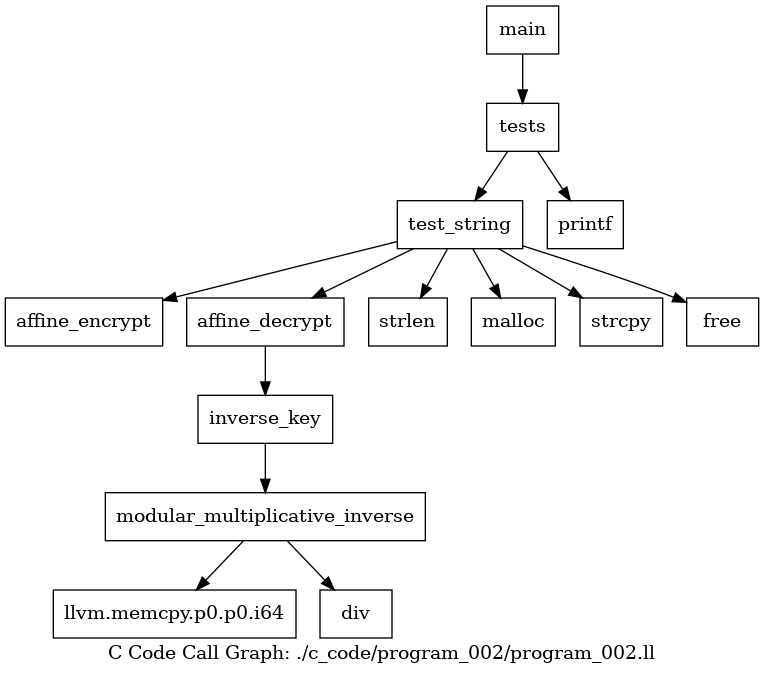 main
tests
test_string
printf
affine_encrypt
affine_decrypt
strlen
malloc
strcpy
free
inverse_key
modular_multiplicative_inverse
llvm.memcpy.p0.p0.i64
div
C Code Call Graph: ./c_code/program_002/program_002.ll